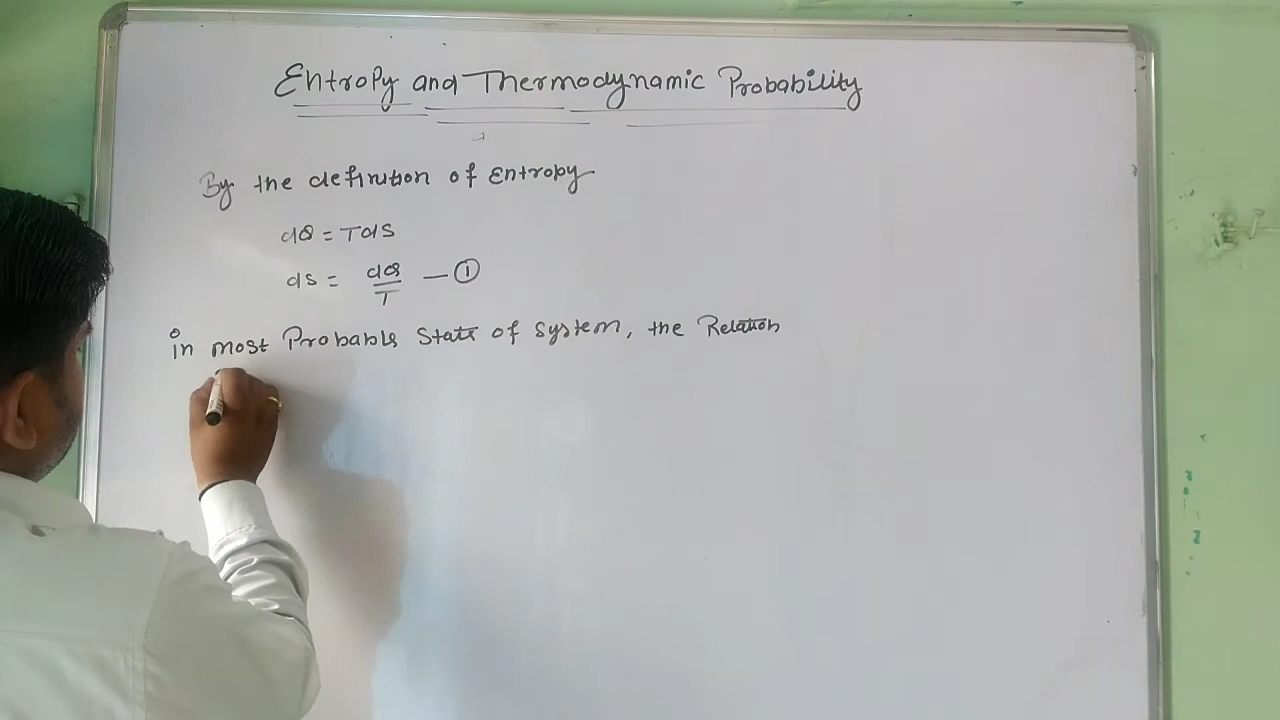 Entropy and Thermodynamic Probability
By the definition of Entropy
dQ = Tds
ds = dQ/T — ①
in most Probable State of system, the Relation